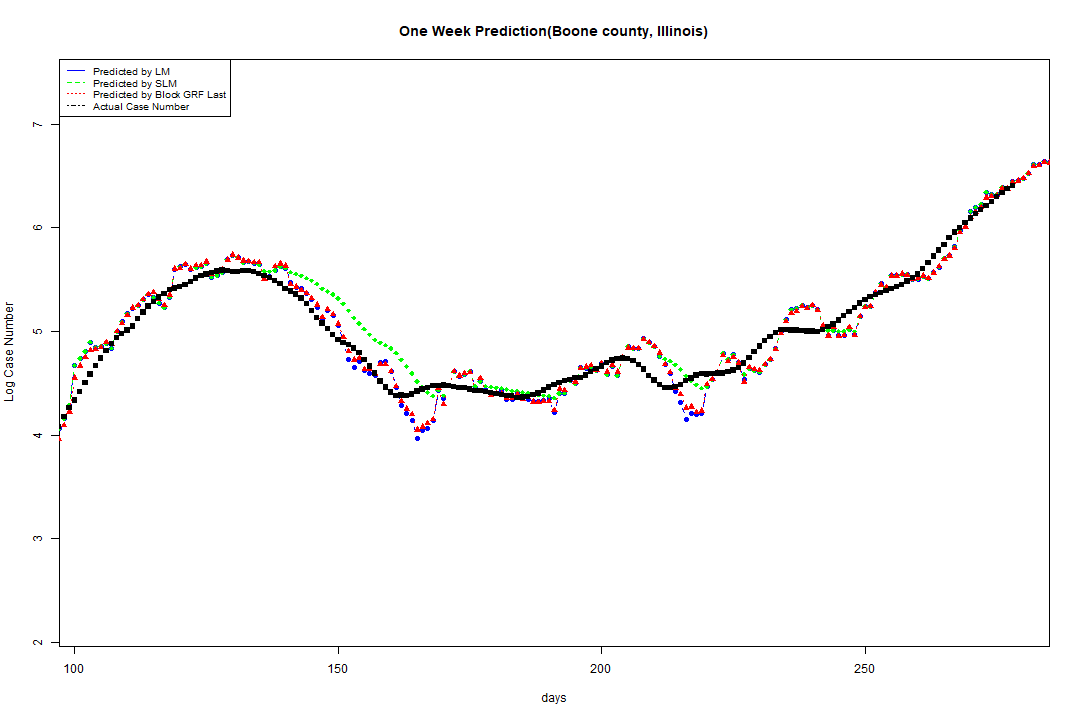 One Week Prediction(Boone county, Illinois)
Predicted by LM
Predicted by SLM
Predicted by Block GRF Last
Actual Case Number
7
6
5
4
3
2
Log Case Number
100 150 200 250
days